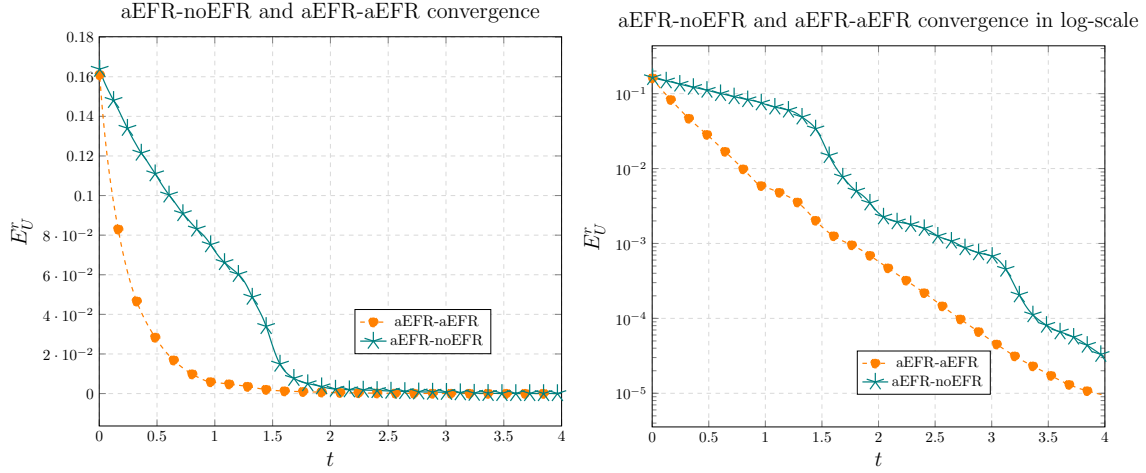 aEFR-noEFR and aEFR-aEFR convergence
0.18
0.16
0.14
0.12
0.1
8 · 10^{-2}
6 · 10^{-2}
4 · 10^{-2}
2 · 10^{-2}
0
E_U^r
aEFR-aEFR
aEFR-noEFR
0 0.5 1 1.5 2 2.5 3 3.5 4
t
aEFR-noEFR and aEFR-aEFR convergence in log-scale
10^{-1}
10^{-2}
10^{-3}
10^{-4}
10^{-5}
E_U^r
aEFR-aEFR
aEFR-noEFR
0 0.5 1 1.5 2 2.5 3 3.5 4
t